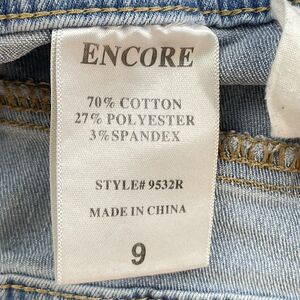 ENCORE
70% COTTON
27% POLYESTER
3% SPANDEX
STYLE# 9532R
MADE IN CHINA
9